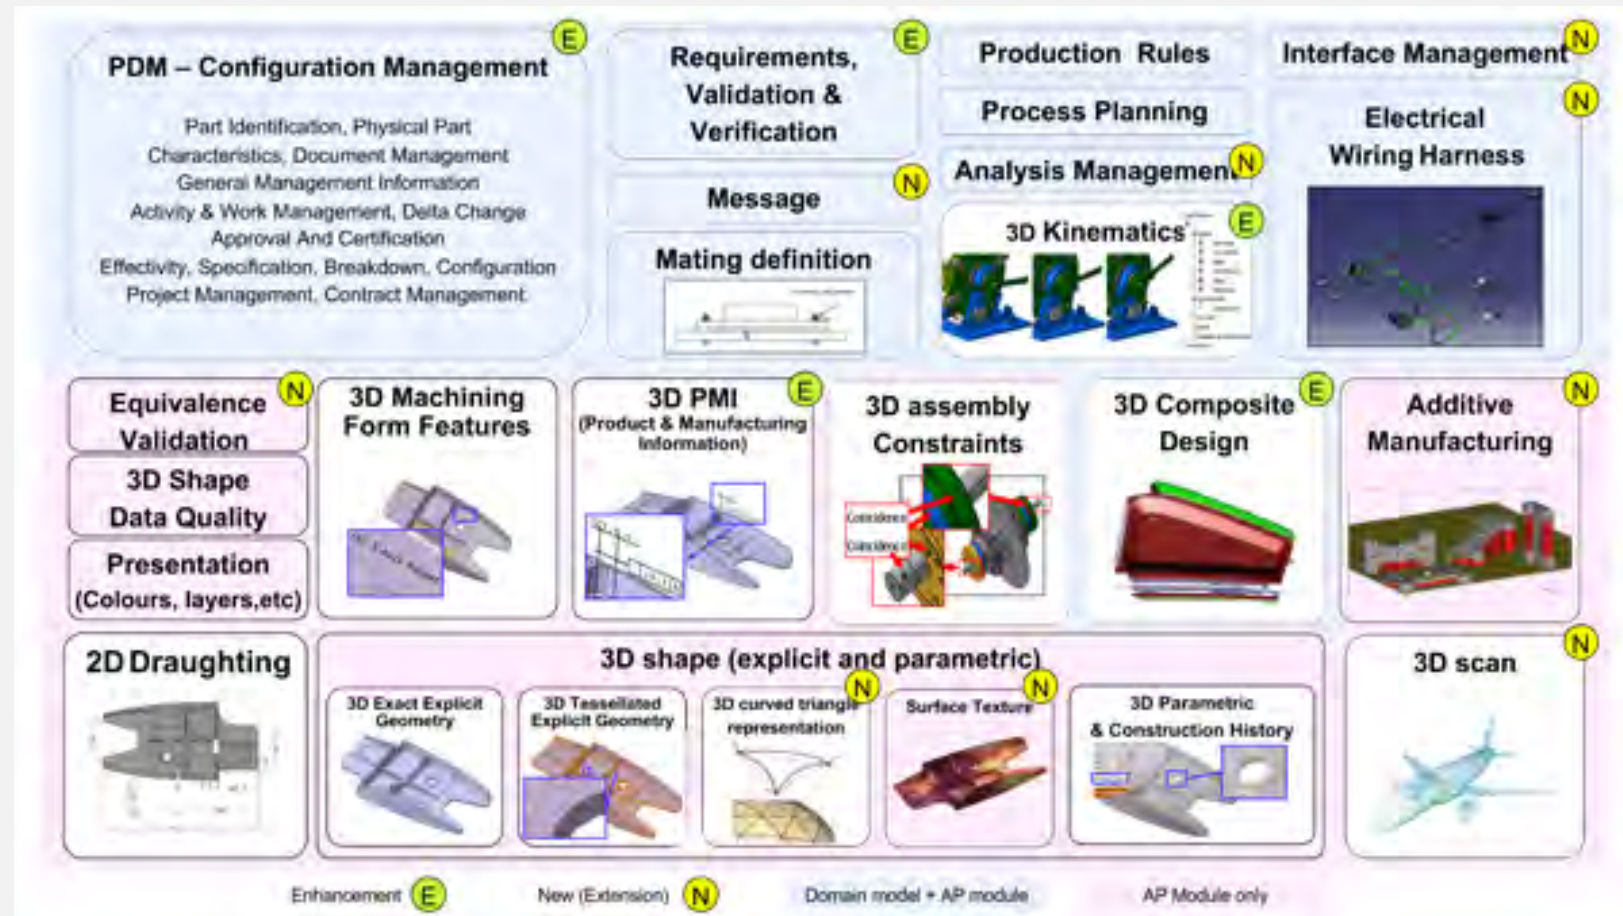 PDM – Configuration Management
E
Part Identification, Physical Part
Characteristics, Document Management
General Management Information
Activity & Work Management, Delta Change
Approval And Certification
Effectivity, Specification, Breakdown, Configuration
Project Management, Contract Management
Requirements,
Validation &
Verification
E
Message
N
Mating definition
Production Rules
Process Planning
Analysis Management
N
3D Kinematics
E
Interface Management
N
Electrical
Wiring Harness
N
Equivalence
Validation
N
3D Shape
Data Quality
Presentation
(Colours, layers,etc)
3D Machining
Form Features
3D PMI
(Product & Manufacturing
Information)
E
3D assembly
Constraints
Coincidence
Coincidence
3D Composite
Design
E
Additive
Manufacturing
N
2D Draughting
3D shape (explicit and parametric)
3D Exact Explicit
Geometry
3D Tessellated
Explicit Geometry
3D curved triangle
representation
N
Surface Texture
N
3D Parametric
& Construction History
3D scan
N
Enhancement E
New (Extension) N
Domain model + AP module
AP Module only